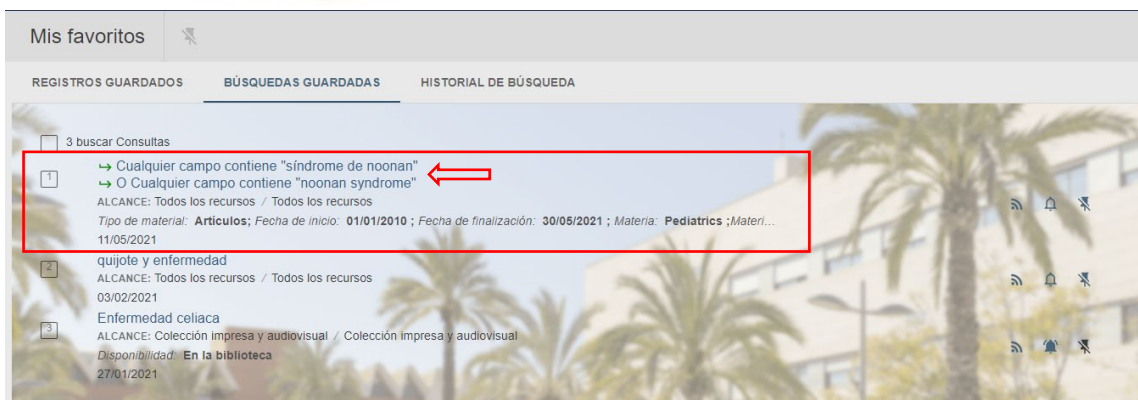 Mis favoritos
REGISTROS GUARDADOS BÚSQUEDAS GUARDADAS HISTORIAL DE BÚSQUEDA
3 buscar Consultas
1
Cualquier campo contiene "síndrome de noonan"
O Cualquier campo contiene "noonan syndrome"
ALCANCE: Todos los recursos / Todos los recursos
Tipo de material: Artículos; Fecha de inicio: 01/01/2010 ; Fecha de finalización: 30/05/2021 ; Materia: Pediatrics ;Materi...
11/05/2021
2
quijote y enfermedad
ALCANCE: Todos los recursos / Todos los recursos
03/02/2021
3
Enfermedad celiaca
ALCANCE: Colección impresa y audiovisual / Colección impresa y audiovisual
Disponibilidad: En la biblioteca
27/01/2021